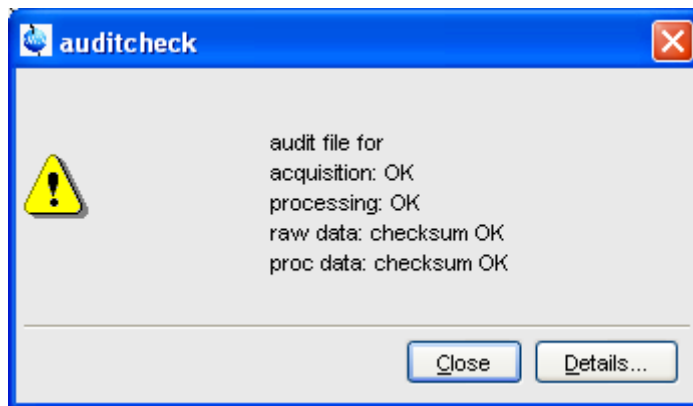 auditcheck
audit file for
acquisition: OK
processing: OK
raw data: checksum OK
proc data: checksum OK
Close
Details...